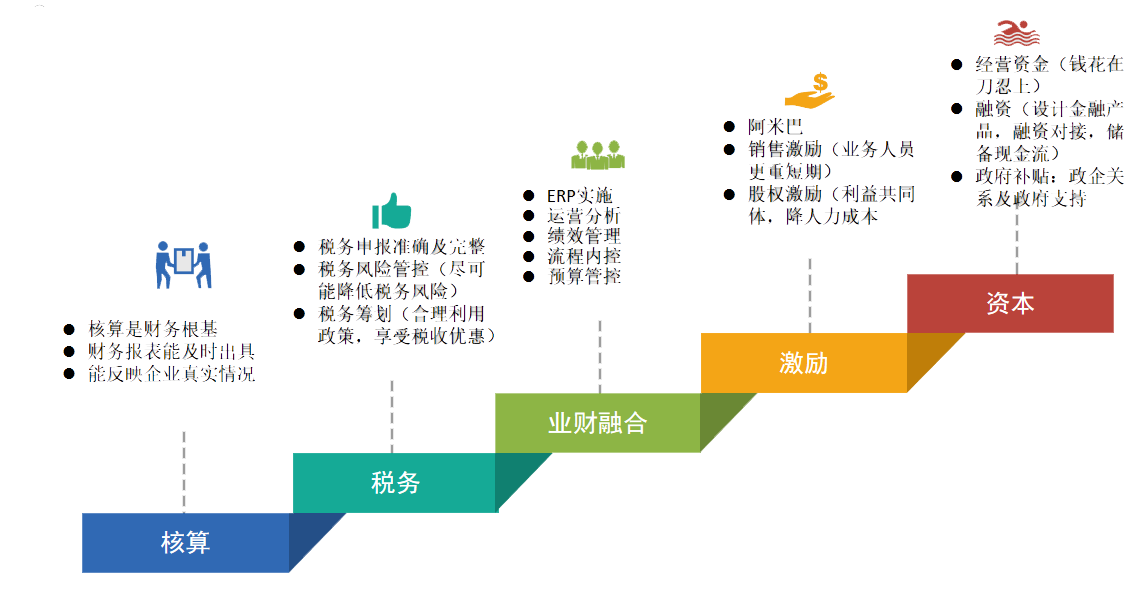 经营资金（钱花在
刀忍上）
融资（设计金融产
品，融资对接，储
备现金流）
政府补贴：政企关
系及政府支持
资本
阿米巴
销售激励（业务人员
更重短期）
股权激励（利益共同
体，降人力成本
激励
ERP实施
运营分析
绩效管理
流程内控
预算管控
业财融合
税务申报准确及完整
税务风险管控（尽可
能降低税务风险）
税务筹划（合理利用
政策，享受税收优惠）
税务
核算是财务根基
财务报表能及时出具
能反映企业真实情况
核算